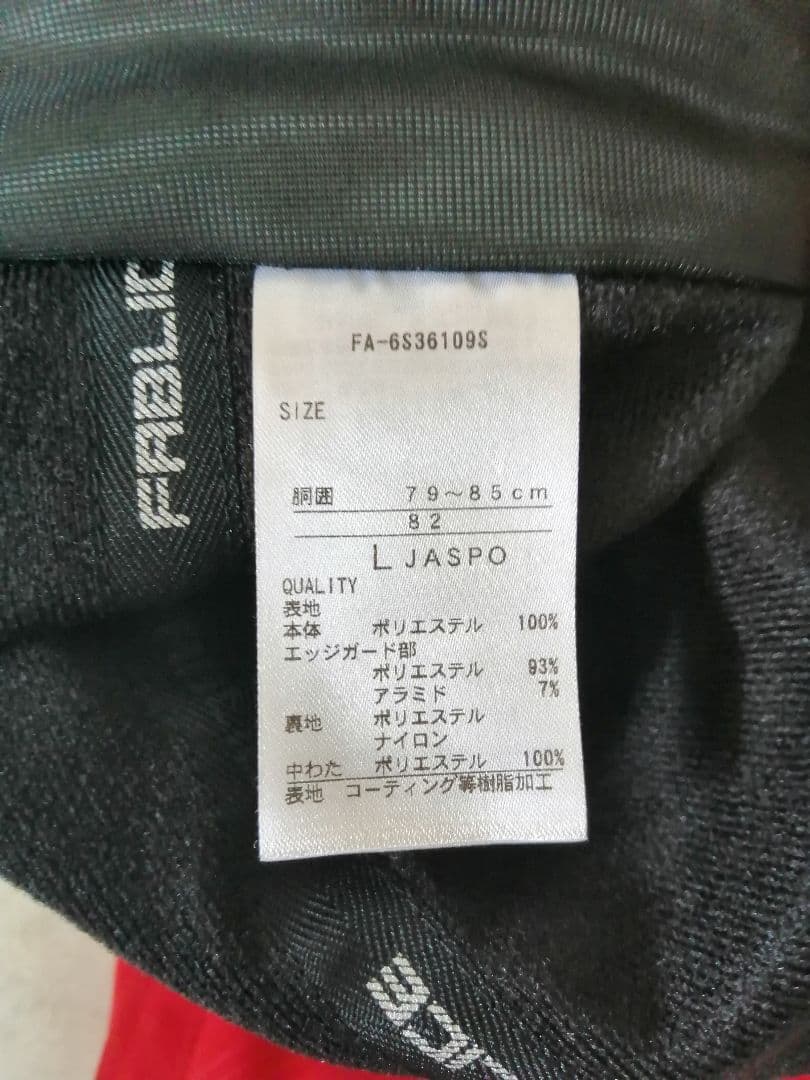 FABLIC
FA-6S36109S
SIZE
胴囲 79～85cm
82
L JASPO
QUALITY
表地
本体 ポリエステル 100%
エッジガード部
ポリエステル 93%
アラミド 7%
裏地 ポリエステル
ナイロン
中わた ポリエステル 100%
表地 コーティング等樹脂加工